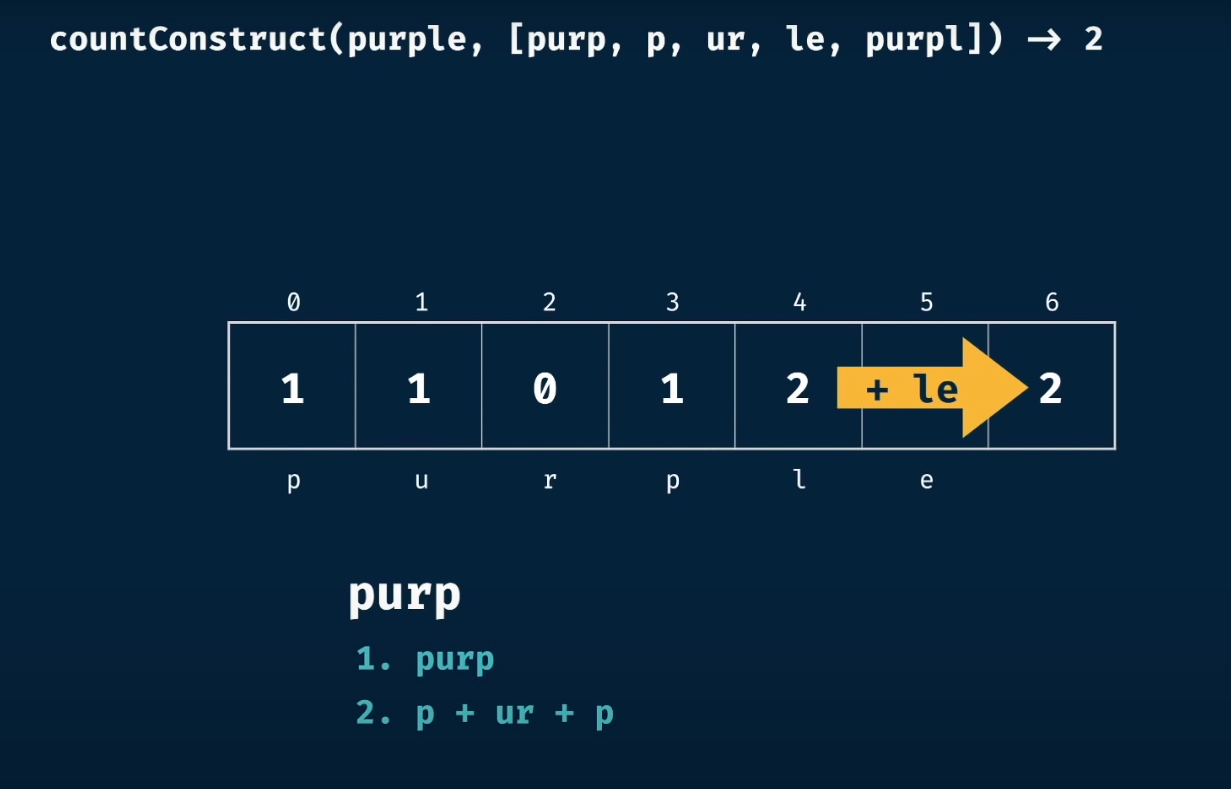 countConstruct(purple, [purp, p, ur, le, purpl]) → 2
0 1 2 3 4 5 6
1 1 0 1 2 + le 2
p u r p l e
purp
1. purp
2. p + ur + p